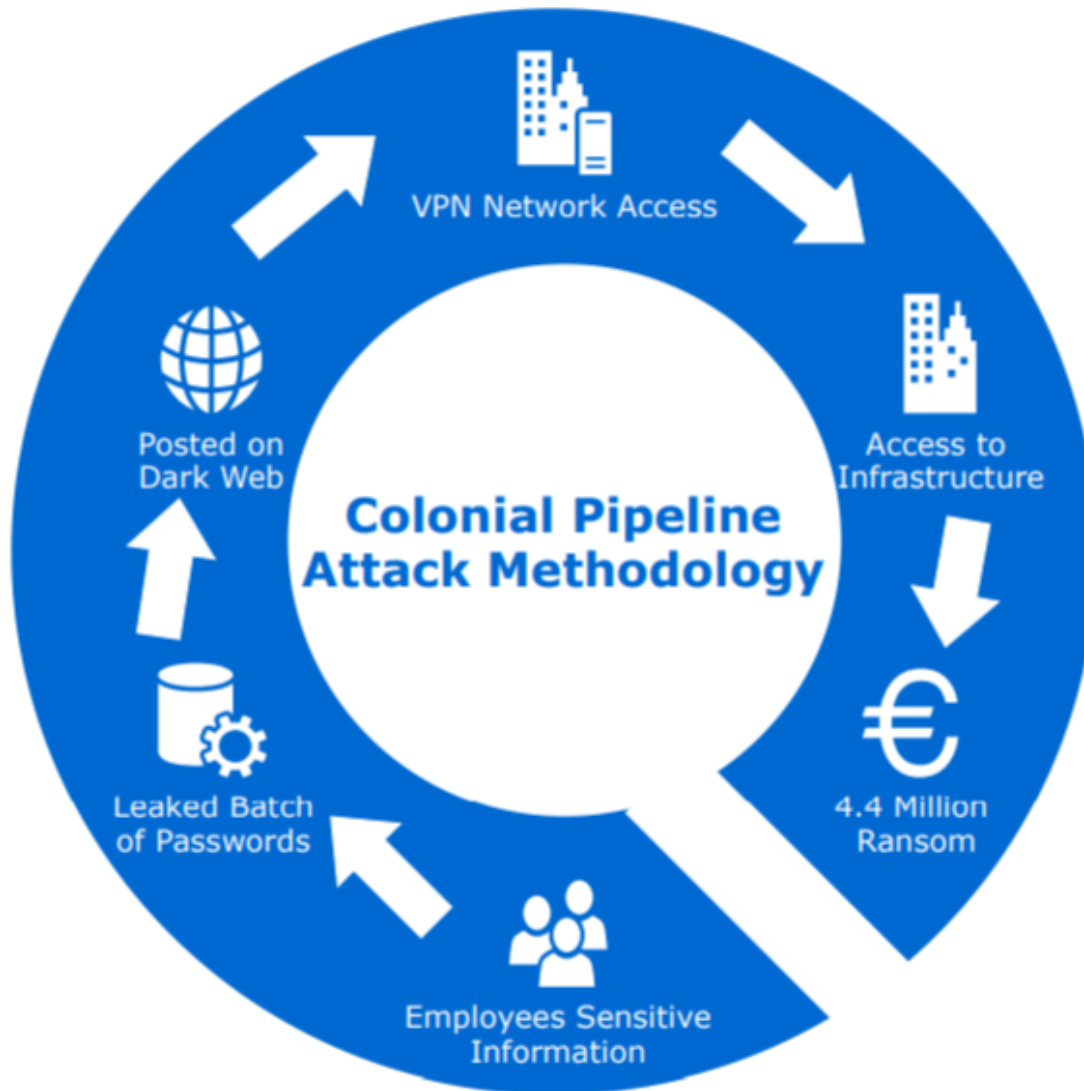 Colonial Pipeline
Attack Methodology
Employees Sensitive
Information
Leaked Batch
of Passwords
Posted on
Dark Web
VPN Network Access
Access to
Infrastructure
€
4.4 Million
Ransom